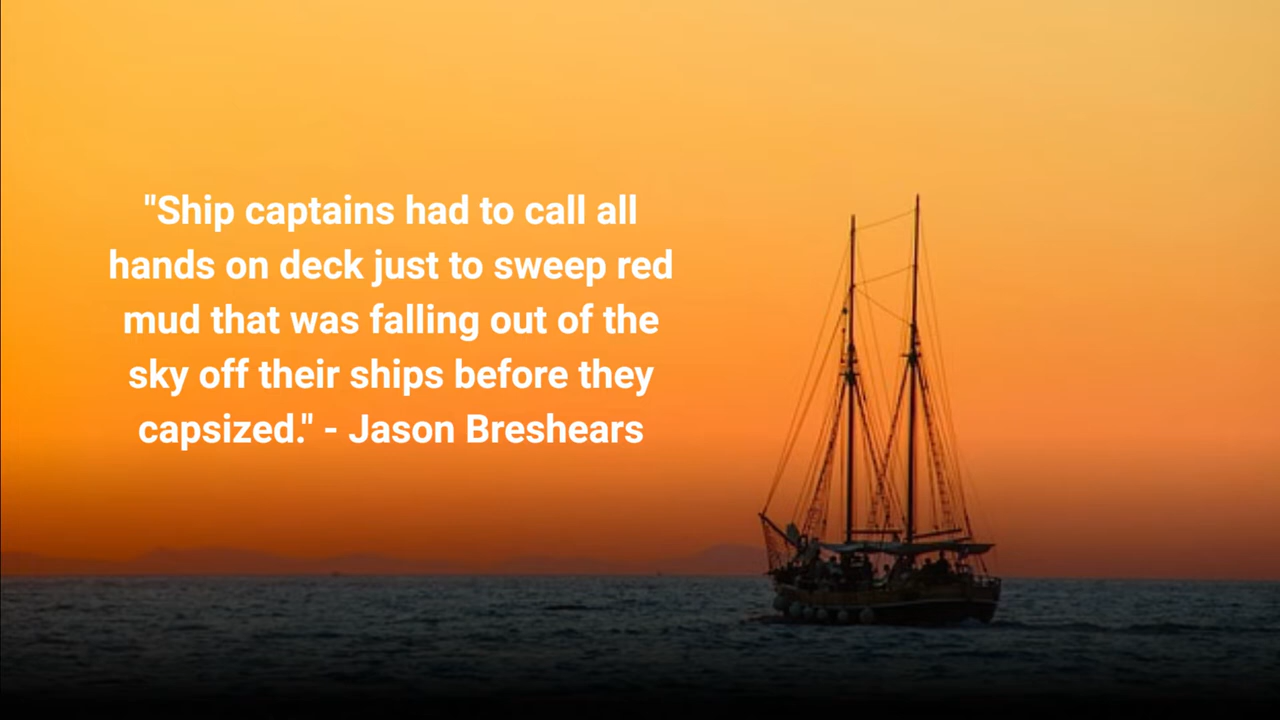 "Ship captains had to call all
hands on deck just to sweep red
mud that was falling out of the
sky off their ships before they
capsized." - Jason Breshears